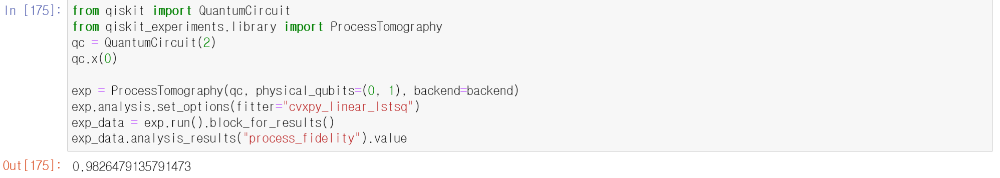 In [175]: from qiskit import QuantumCircuit
from qiskit_experiments.library import ProcessTomography
qc = QuantumCircuit(2)
qc.x(0)
exp = ProcessTomography(qc, physical_qubits=(0, 1), backend=backend)
exp.analysis.set_options(fitter="cvxpy_linear_lstsq")
exp_data = exp.run().block_for_results()
exp_data.analysis_results("process_fidelity").value
Out[175]: 0.9826479135791473